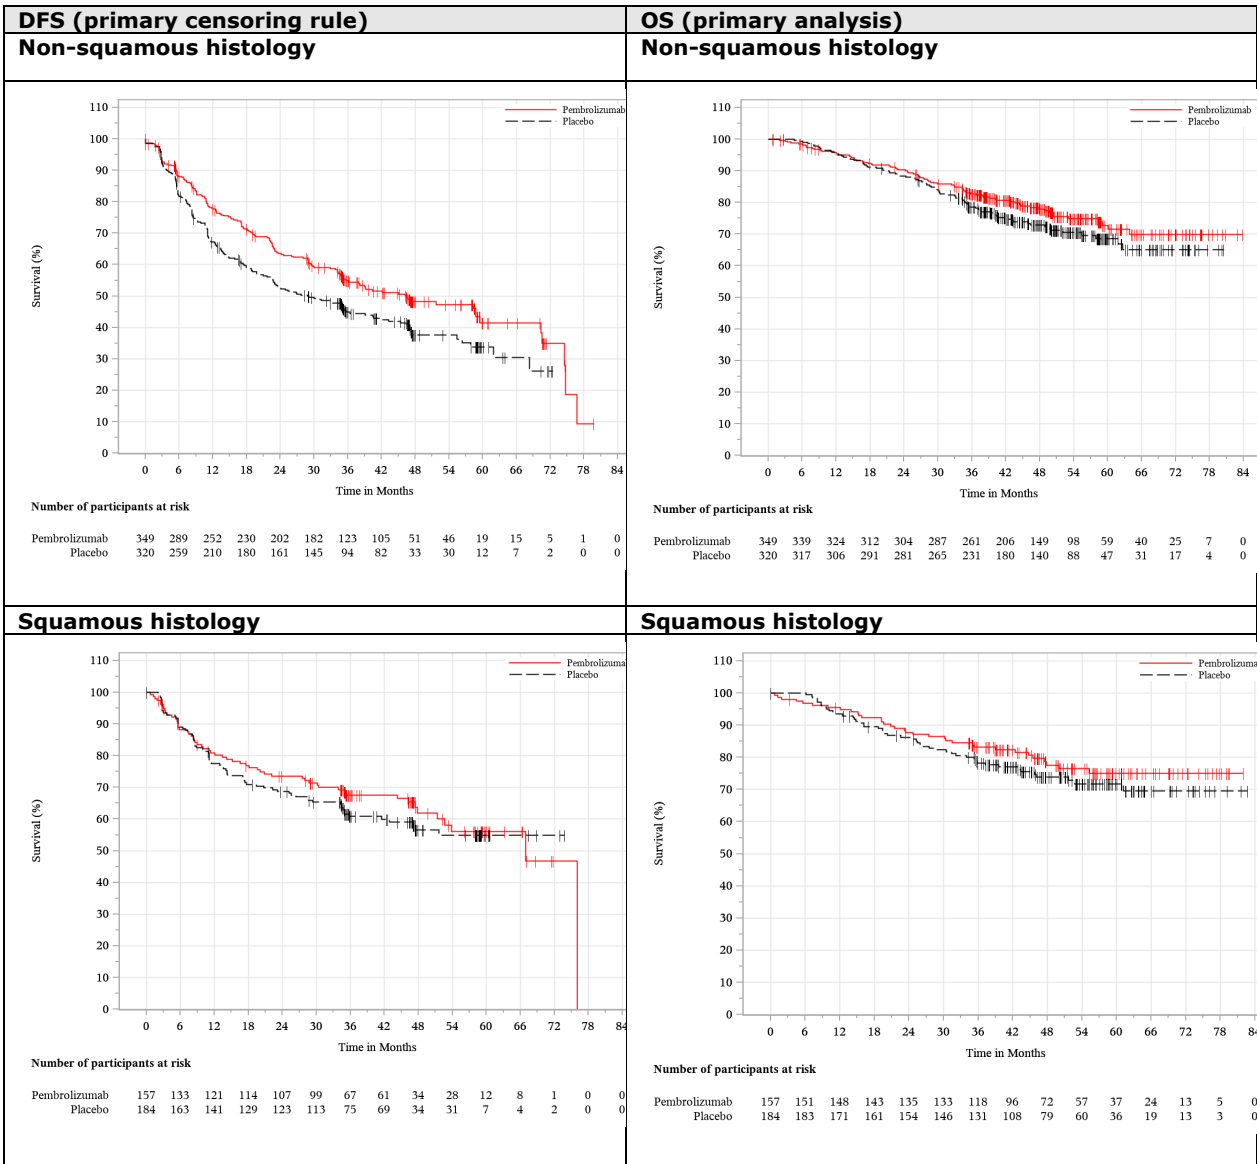 DFS (primary censoring rule)
Non-squamous histology
110
100
90
80
70
60
50
40
30
20
10
0
Survival (%)
Pembrolizumab
Placebo
0 6 12 18 24 30 36 42 48 54 60 66 72 78 84
Time in Months
Number of participants at risk
Pembrolizumab 349 289 252 230 202 182 123 105 51 46 19 15 5 1 0
Placebo 320 259 210 180 161 145 94 82 33 30 12 7 2 0 0
OS (primary analysis)
Non-squamous histology
110
100
90
80
70
60
50
40
30
20
10
0
Survival (%)
Pembrolizumab
Placebo
0 6 12 18 24 30 36 42 48 54 60 66 72 78 84
Time in Months
Number of participants at risk
Pembrolizumab 349 339 324 312 304 287 261 206 149 98 59 40 25 7 0
Placebo 320 317 306 291 281 265 231 180 140 88 47 31 17 4 0
Squamous histology
110
100
90
80
70
60
50
40
30
20
10
0
Survival (%)
Pembrolizuma
Placebo
0 6 12 18 24 30 36 42 48 54 60 66 72 78 84
Time in Months
Number of participants at risk
Pembrolizumab 157 133 121 114 107 99 67 61 34 28 12 8 1 0 0
Placebo 184 163 141 129 123 113 75 69 34 31 7 4 2 0 0
Squamous histology
110
100
90
80
70
60
50
40
30
20
10
0
Survival (%)
Pembrolizuma
Placebo
0 6 12 18 24 30 36 42 48 54 60 66 72 78 84
Time in Months
Number of participants at risk
Pembrolizumab 157 151 148 143 135 133 118 96 72 57 37 24 13 5 0
Placebo 184 183 171 161 154 146 131 108 79 60 36 19 13 3 0